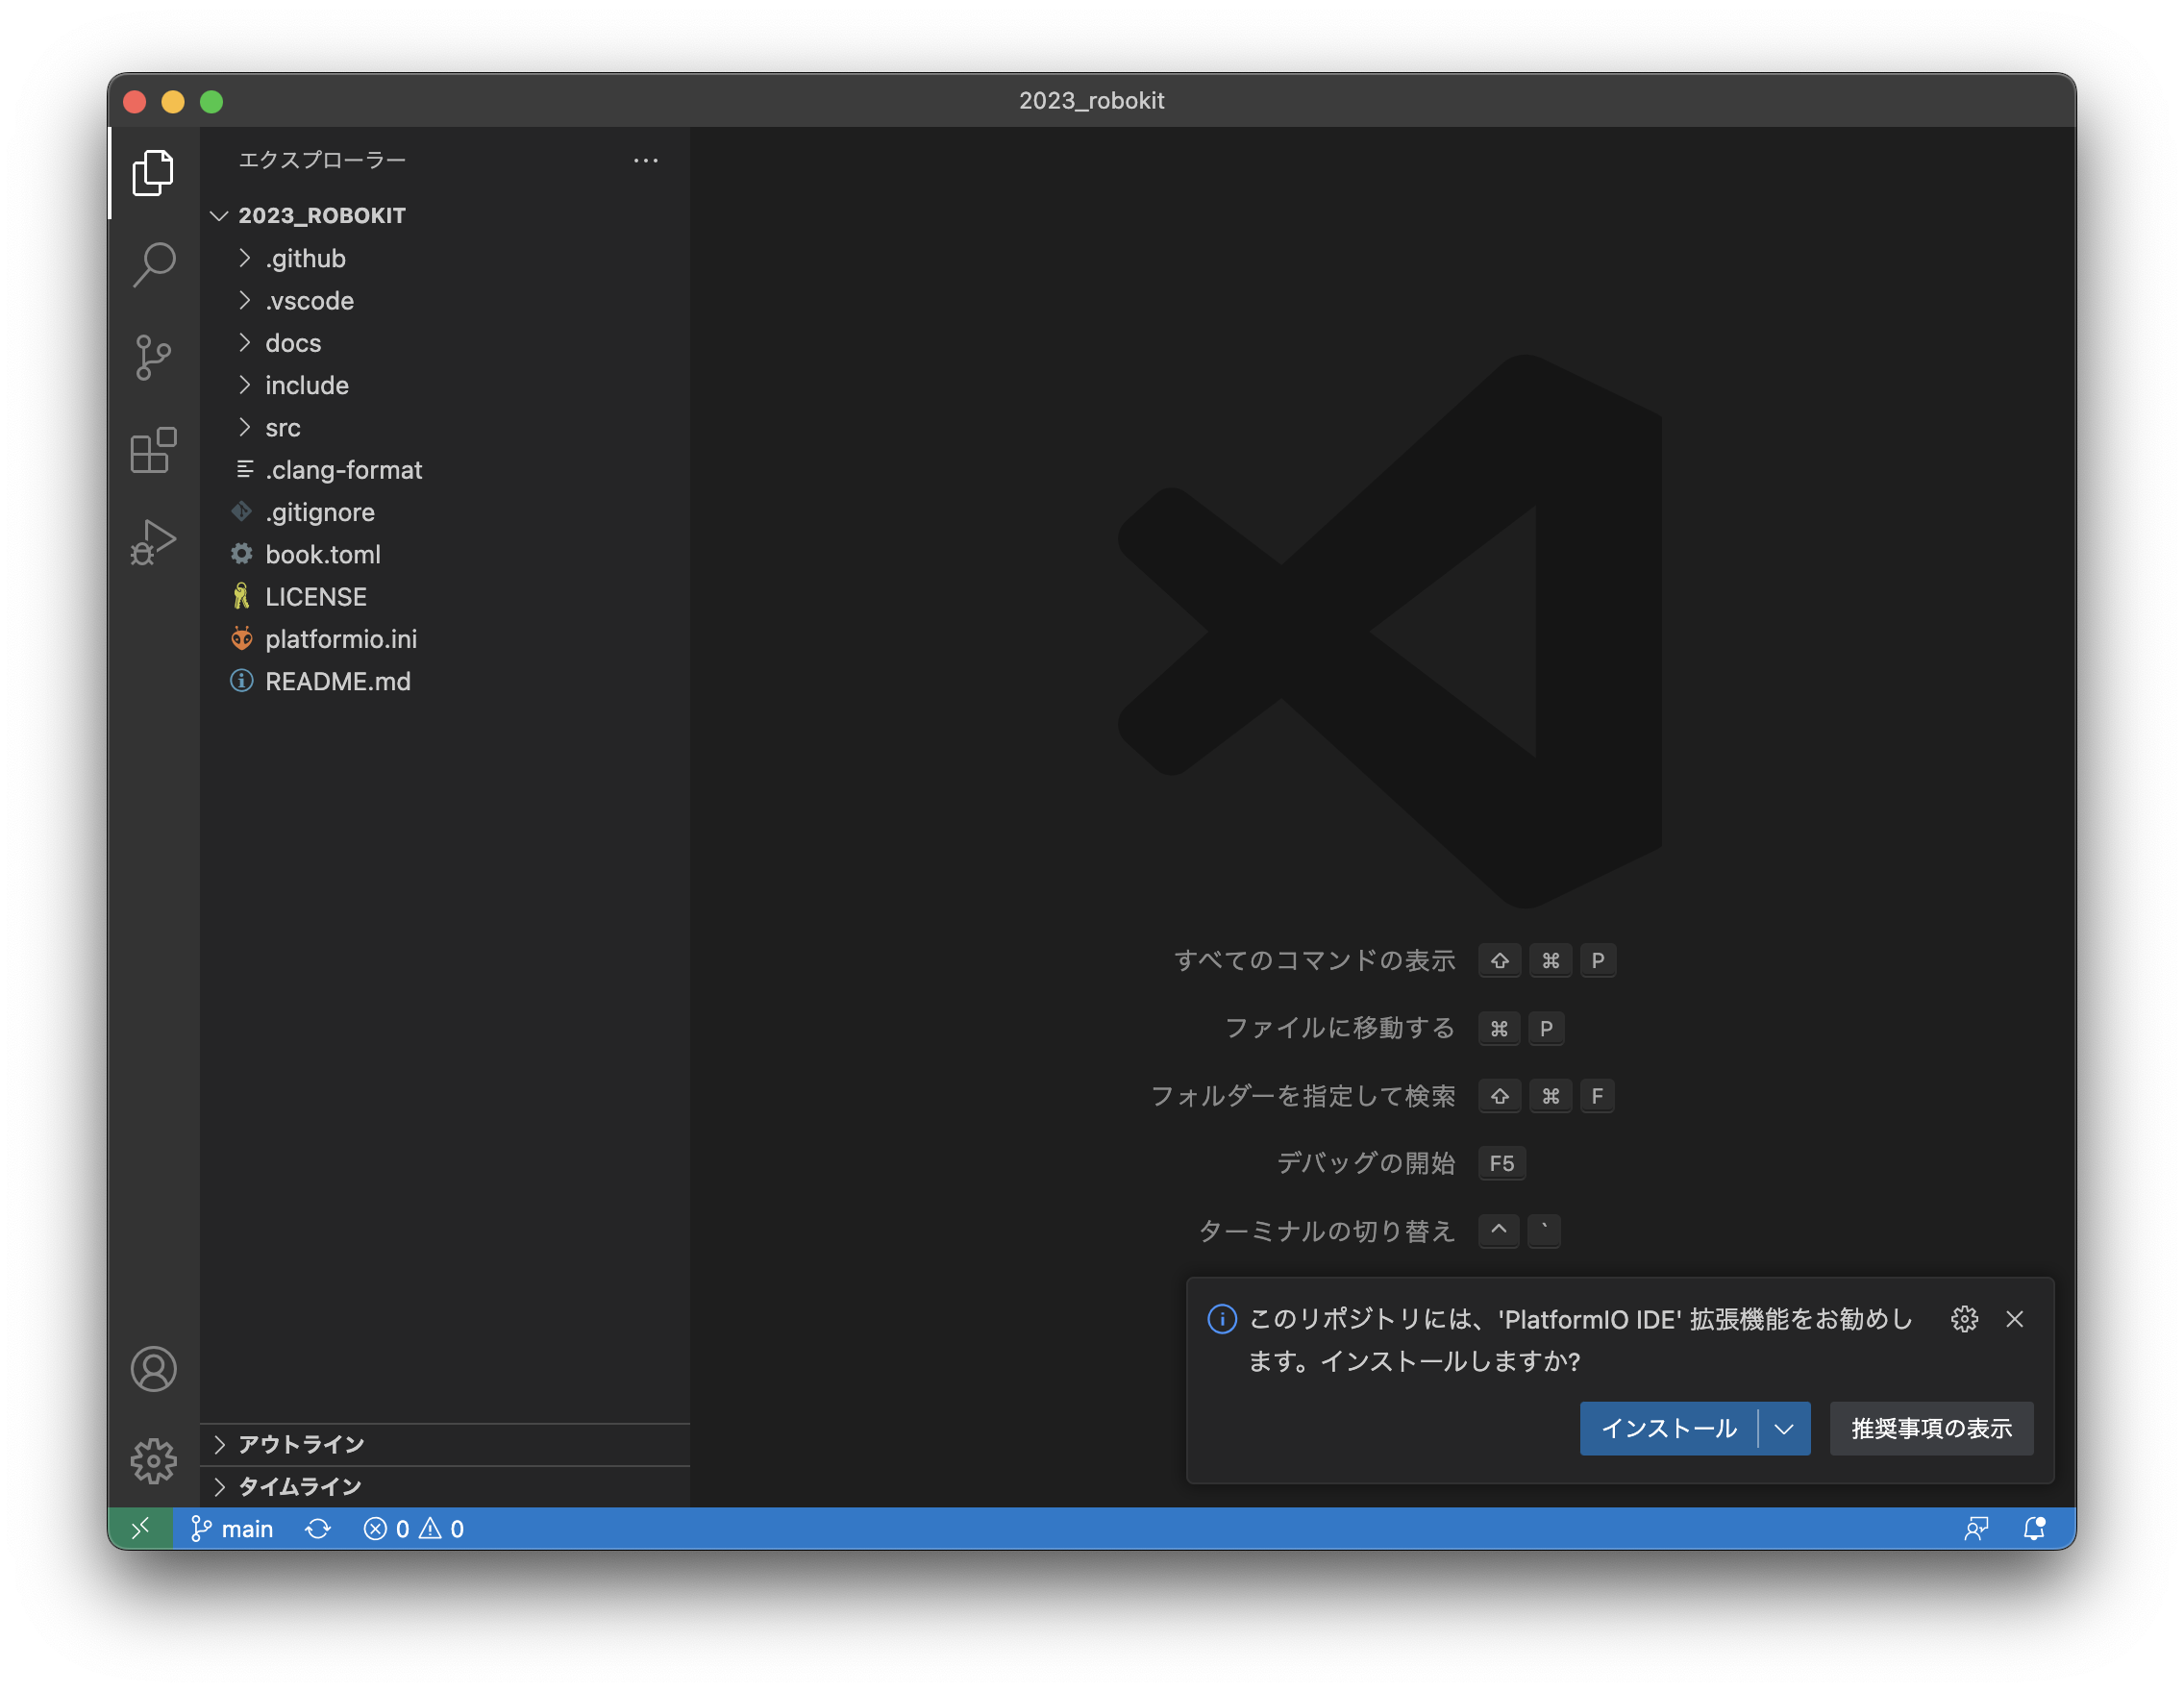 2023_robokit
エクスプローラー
2023_ROBOKIT
.github
.vscode
docs
include
src
.clang-format
.gitignore
book.toml
LICENSE
platformio.ini
README.md
すべてのコマンドの表示 ⇧ ⌘ P
ファイルに移動する ⌘ P
フォルダーを指定して検索 ⇧ ⌘ F
デバッグの開始 F5
ターミナルの切り替え ^ `
このリポジトリには、'PlatformIO IDE' 拡張機能をお勧めし
ます。インストールしますか?
インストール 推奨事項の表示
アウトライン
タイムライン
main 0 0